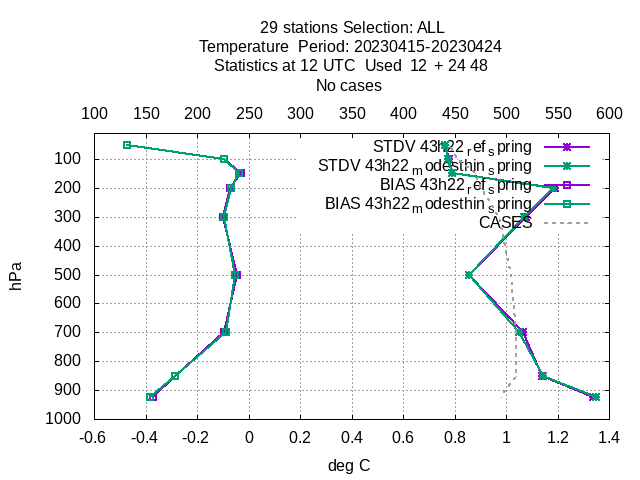 29 stations Selection: ALL
Temperature  Period: 20230415-20230424
Statistics at 12 UTC  Used  12  + 24 48
No cases
100 150 200 250 300 350 400 450 500 550 600
STDV 43h22_ref_spring
STDV 43h22_modesthin_spring
BIAS 43h22_ref_spring
BIAS 43h22_modesthin_spring
CASES
100
200
300
400
500
600
700
800
900
1000
hPa
-0.6 -0.4 -0.2 0 0.2 0.4 0.6 0.8 1 1.2 1.4
deg C